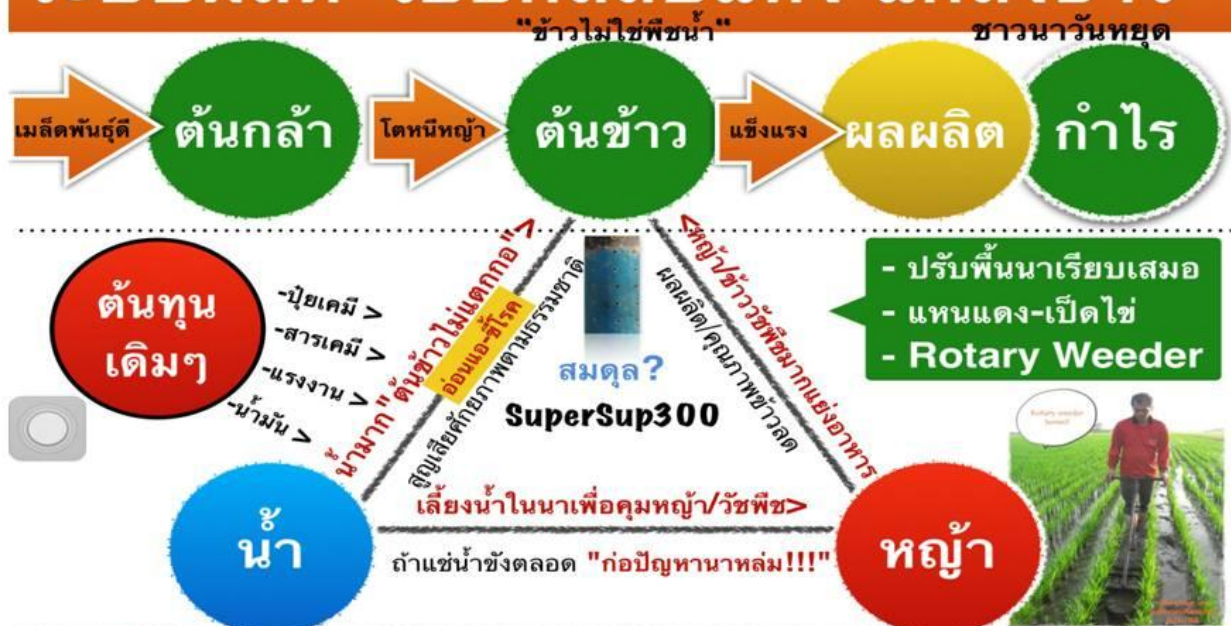 "ข้าวไม่ใช่พืชน้ำ"
ชาวนาวันหยุด
เมล็ดพันธุ์ดี
ต้นกล้า
โตหนีหญ้า
ต้นข้าว
แข็งแรง
ผลผลิต
กำไร
ต้นทุน
เดิมๆ
-ปุ๋ยเคมี >
-สารเคมี >
-แรงงาน >
-น้ำมัน >
น้ำมาก"ต้นข้าวไม่แตกกอ">
อ่อนแอ-ขี้โรค
สูญเสียศักยภาพตามธรรมชาติ
สมดุล?
SuperSup300
<หญ้า/ข้าววัชพืชมากแย่งอาหาร
ผลผลิต/คุณภาพข้าวลด
- ปรับพื้นนาเรียบเสมอ
- แหนแดง-เป็ดไข่
- Rotary Weeder
Rotary weeder
น้ำ
เลี้ยงน้ำในนาเพื่อคุมหญ้า/วัชพืช>
ถ้าแช่น้ำขังตลอด "ก่อปัญหานาหล่ม!!!"
หญ้า